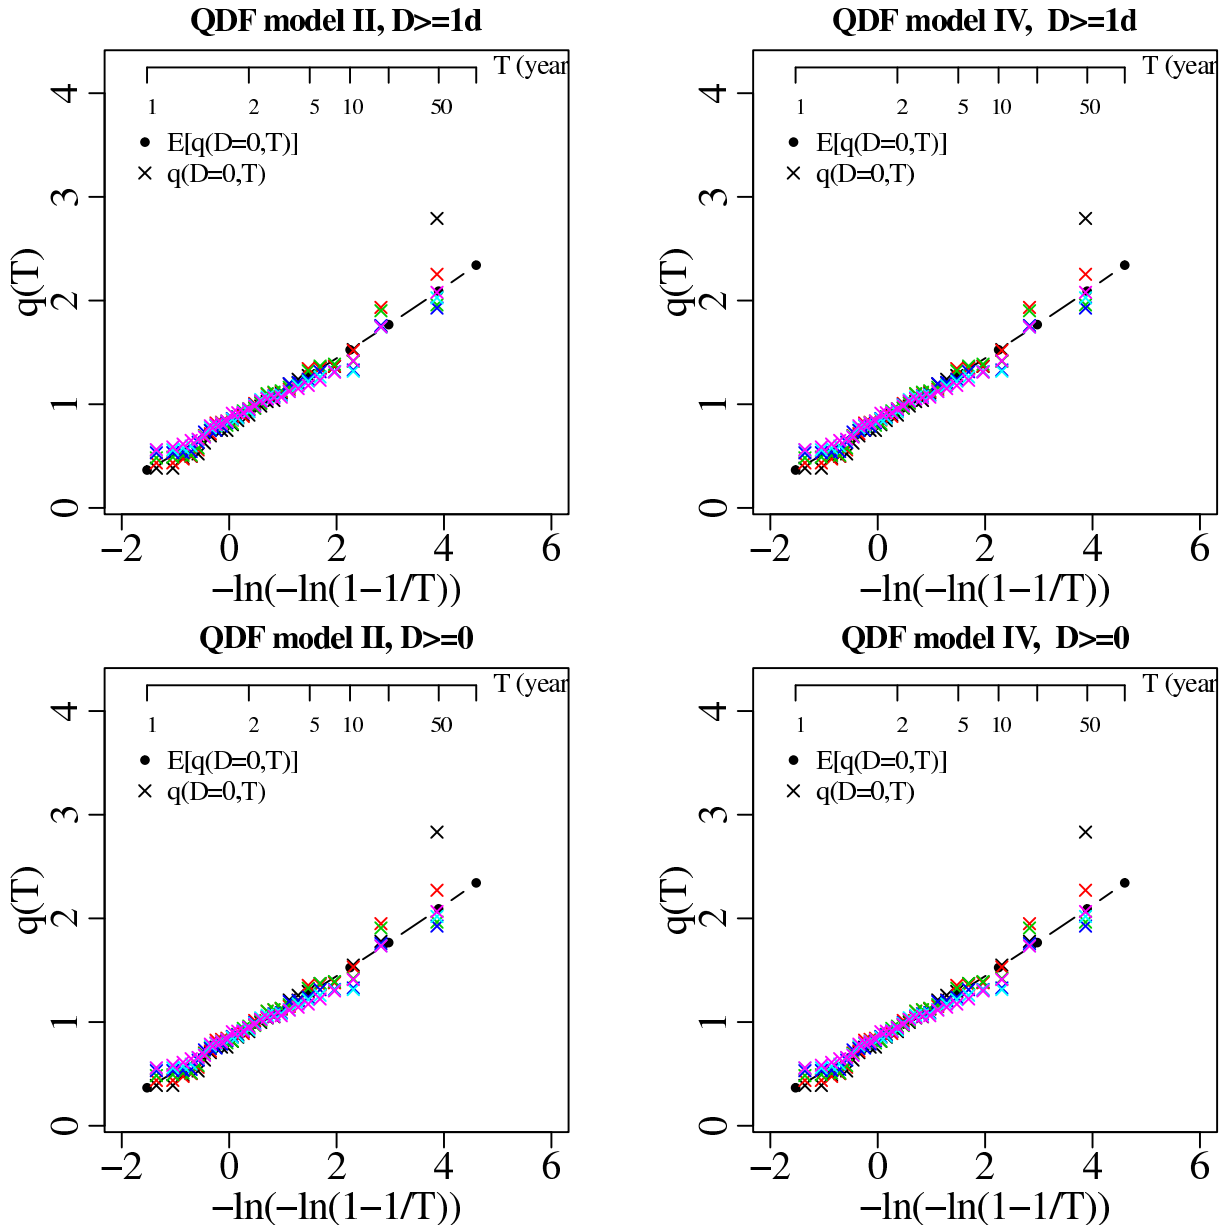 QDF model II, D>=1d
T (year
1 2 5 10 50
E[q(D=0,T)]
q(D=0,T)
q(T)
0 1 2 3 4
−2 0 2 4 6
−ln(−ln(1−1/T))
QDF model IV, D>=1d
T (year
1 2 5 10 50
E[q(D=0,T)]
q(D=0,T)
q(T)
0 1 2 3 4
−2 0 2 4 6
−ln(−ln(1−1/T))
QDF model II, D>=0
T (year
1 2 5 10 50
E[q(D=0,T)]
q(D=0,T)
q(T)
0 1 2 3 4
−2 0 2 4 6
−ln(−ln(1−1/T))
QDF model IV, D>=0
T (year
1 2 5 10 50
E[q(D=0,T)]
q(D=0,T)
q(T)
0 1 2 3 4
−2 0 2 4 6
−ln(−ln(1−1/T))